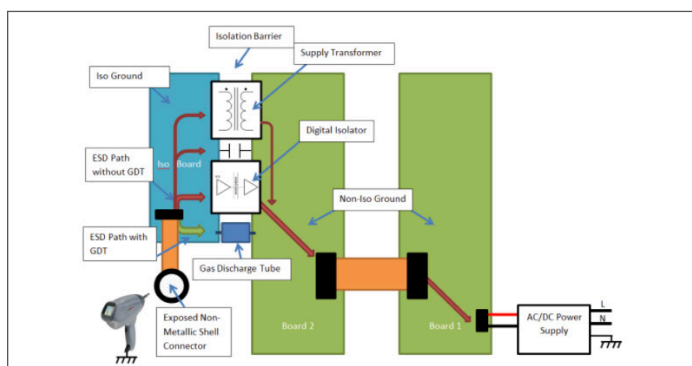 Isolation Barrier
Supply Transformer
Iso Ground
Digital Isolator
ESD Path
without GDT
Iso Board
Non-Iso Ground
ESD Path with
GDT
Gas Discharge Tube
Exposed Non-
Metallic Shell
Connector
Board 2
Board 1
AC/DC Power
Supply
L
N